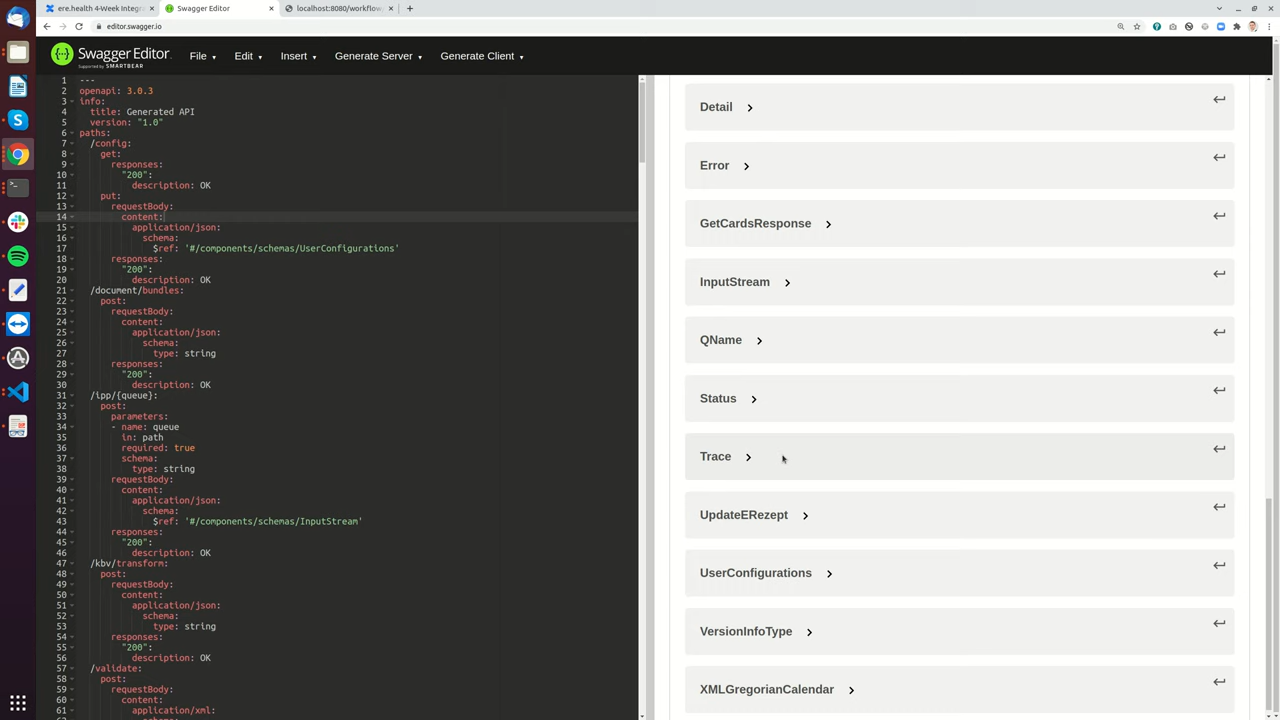 ere.health 4-Week Integr
Swagger Editor
localhost:8080/workflow
editor.swagger.io
Swagger Editor.
Supported by SMARTBEAR
File
Edit
Insert
Generate Server
Generate Client
1 ---
2 openapi: 3.0.3
3 info:
4 title: Generated API
5 version: "1.0"
6 paths:
7 /config:
8 get:
9 responses:
10 "200":
11 description: OK
12 put:
13 requestBody:
14 content:
15 application/json:
16 schema:
17 $ref: '#/components/schemas/UserConfigurations'
18 responses:
19 "200":
20 description: OK
21 /document/bundles:
22 post:
23 requestBody:
24 content:
25 application/json:
26 schema:
27 type: string
28 responses:
29 "200":
30 description: OK
31 /ipp/{queue}:
32 post:
33 parameters:
34 - name: queue
35 in: path
36 required: true
37 schema:
38 type: string
39 requestBody:
40 content:
41 application/json:
42 schema:
43 $ref: '#/components/schemas/InputStream'
44 responses:
45 "200":
46 description: OK
47 /kbv/transform:
48 post:
49 requestBody:
50 content:
51 application/json:
52 schema:
53 type: string
54 responses:
55 "200":
56 description: OK
57 /validate:
58 post:
59 requestBody:
60 content:
61 application/xml:
Detail
Error
GetCardsResponse
InputStream
QName
Status
Trace
UpdateERezept
UserConfigurations
VersionInfoType
XMLGregorianCalendar